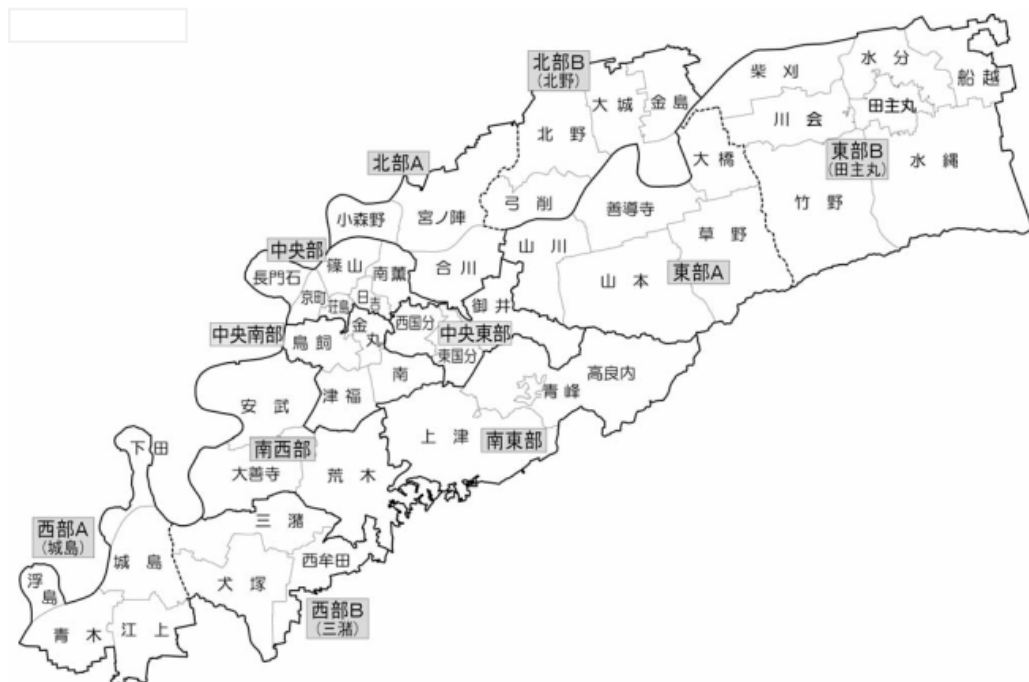 北部B
(北野)
大城
金島
柴刈
水分
船越
田主丸
川会
北野
大橋
東部B
(田主丸)
水縄
北部A
竹野
弓削
善導寺
小森野
宮ノ陣
草野
山川
中央部
篠山
南薫
合川
東部A
長門石
山本
京町
荘島
日吉
御井
西国分
中央東部
中央南部
鳥飼
金丸
東国分
南
高良内
青峰
津福
安武
上津
南東部
下田
南西部
大善寺
荒木
三潴
西部A
(城島)
城島
西牟田
犬塚
浮島
西部B
(三潴)
青木
江上